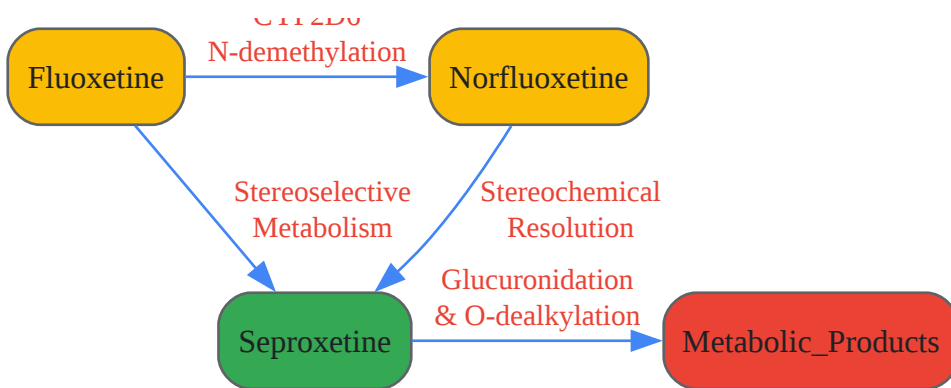 N-demethylation
Fluoxetine
Norfluoxetine
Stereoselective
Metabolism
Stereochemical
Resolution
Glucuronidation
& O-dealkylation
Seproxetine
Metabolic_Products